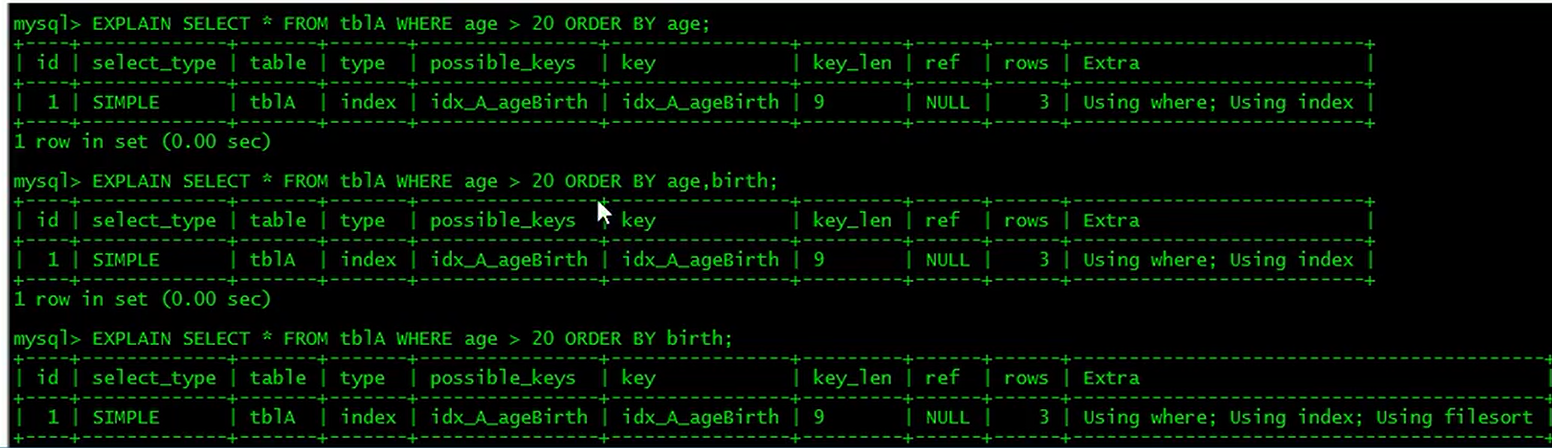 mysql> EXPLAIN SELECT * FROM tblA WHERE age > 20 ORDER BY age;
+----+-------------+-------+-------+----------------+----------------+---------+------+------+--------------------------+
| id | select_type | table | type  | possible_keys  | key            | key_len | ref  | rows | Extra                    |
+----+-------------+-------+-------+----------------+----------------+---------+------+------+--------------------------+
|  1 | SIMPLE      | tblA  | index | idx_A_ageBirth | idx_A_ageBirth | 9       | NULL |    3 | Using where; Using index |
+----+-------------+-------+-------+----------------+----------------+---------+------+------+--------------------------+
1 row in set (0.00 sec)
mysql> EXPLAIN SELECT * FROM tblA WHERE age > 20 ORDER BY age,birth;
+----+-------------+-------+-------+----------------+----------------+---------+------+------+--------------------------+
| id | select_type | table | type  | possible_keys  | key            | key_len | ref  | rows | Extra                    |
+----+-------------+-------+-------+----------------+----------------+---------+------+------+--------------------------+
|  1 | SIMPLE      | tblA  | index | idx_A_ageBirth | idx_A_ageBirth | 9       | NULL |    3 | Using where; Using index |
+----+-------------+-------+-------+----------------+----------------+---------+------+------+--------------------------+
1 row in set (0.00 sec)
mysql> EXPLAIN SELECT * FROM tblA WHERE age > 20 ORDER BY birth;
+----+-------------+-------+-------+----------------+----------------+---------+------+------+------------------------------------------+
| id | select_type | table | type  | possible_keys  | key            | key_len | ref  | rows | Extra                                    |
+----+-------------+-------+-------+----------------+----------------+---------+------+------+------------------------------------------+
|  1 | SIMPLE      | tblA  | index | idx_A_ageBirth | idx_A_ageBirth | 9       | NULL |    3 | Using where; Using index; Using filesort |
+----+-------------+-------+-------+----------------+----------------+---------+------+------+------------------------------------------+